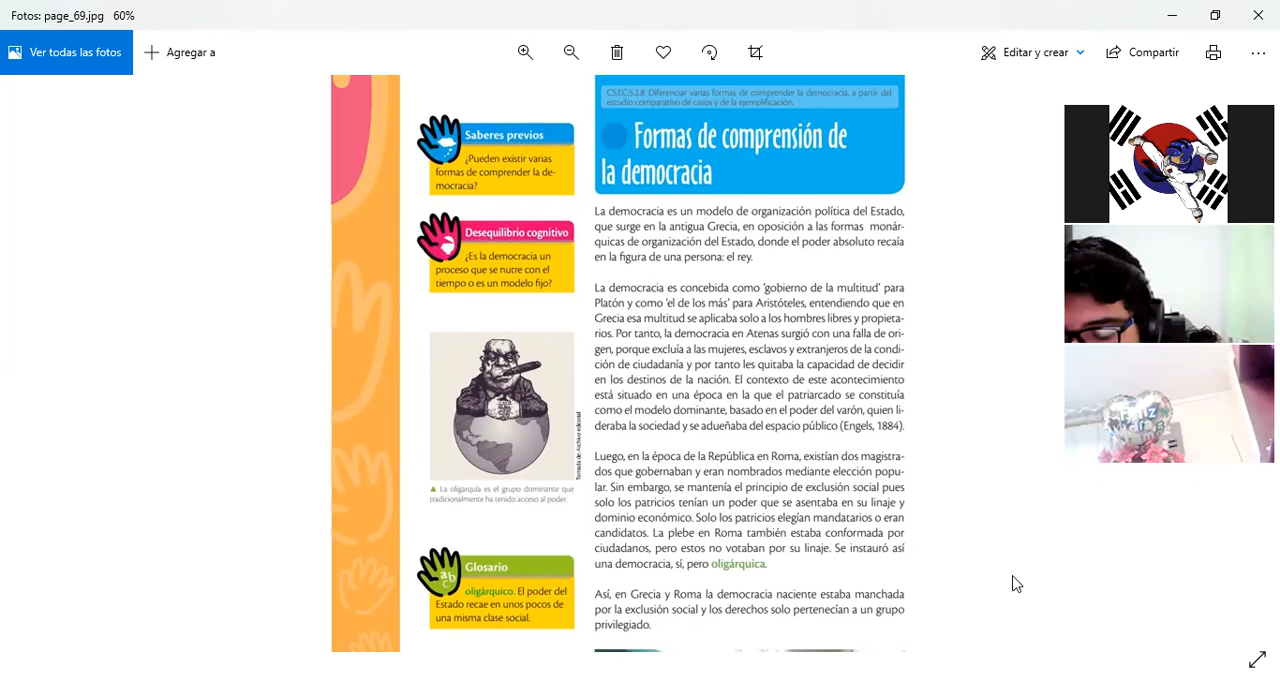 Fotos: page_69.jpg 60%
Ver todas las fotos
Agregar a
Editar y crear
Compartir
CS.EC;5.2.8. Diferenciar varias formas de comprender la democracia, a partir del
estudio comparativo de casos y de la ejemplificación.
Formas de comprensión de
la democracia
Saberes previos
¿Pueden existir varias
formas de comprender la de-
mocracia?
Desequilibrio cognitivo
¿Es la democracia un
proceso que se nutre con el
tiempo o es un modelo fijo?
Tomada de: Archivo editorial
La oligarquía es el grupo dominante que
tradicionalmente ha tenido acceso al poder.
abc
Glosario
oligárquico. El poder del
Estado recae en unos pocos de
una misma clase social.
La democracia es un modelo de organización política del Estado,
que surge en la antigua Grecia, en oposición a las formas monár-
quicas de organización del Estado, donde el poder absoluto recaía
en la figura de una persona: el rey.
La democracia es concebida como 'gobierno de la multitud' para
Platón y como 'el de los más' para Aristóteles, entendiendo que en
Grecia esa multitud se aplicaba solo a los hombres libres y propieta-
rios. Por tanto, la democracia en Atenas surgió con una falla de ori-
gen, porque excluía a las mujeres, esclavos y extranjeros de la condi-
ción de ciudadanía y por tanto les quitaba la capacidad de decidir
en los destinos de la nación. El contexto de este acontecimiento
está situado en una época en la que el patriarcado se constituía
como el modelo dominante, basado en el poder del varón, quien li-
deraba la sociedad y se adueñaba del espacio público (Engels, 1884).
Luego, en la época de la República en Roma, existían dos magistra-
dos que gobernaban y eran nombrados mediante elección popu-
lar. Sin embargo, se mantenía el principio de exclusión social pues
solo los patricios tenían un poder que se asentaba en su linaje y
dominio económico. Solo los patricios elegían mandatarios o eran
candidatos. La plebe en Roma también estaba conformada por
ciudadanos, pero estos no votaban por su linaje. Se instauró así
una democracia, sí, pero oligárquica.
Así, en Grecia y Roma la democracia naciente estaba manchada
por la exclusión social y los derechos solo pertenecían a un grupo
privilegiado.